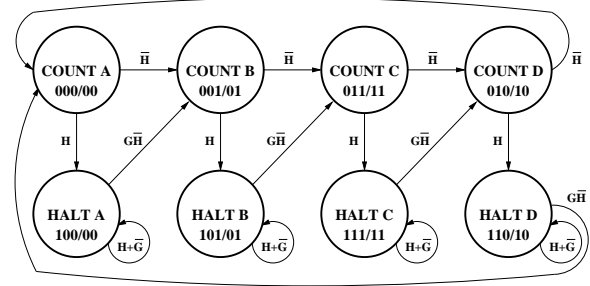 H̅ H̅ H̅ H̅
COUNT A COUNT B COUNT C COUNT D
000/00 001/01 011/11 010/10
H GH̅ H GH̅ H GH̅ H
GH̅
HALT A HALT B HALT C HALT D
100/00 101/01 111/11 110/10
H+G̅ H+G̅ H+G̅ H+G̅